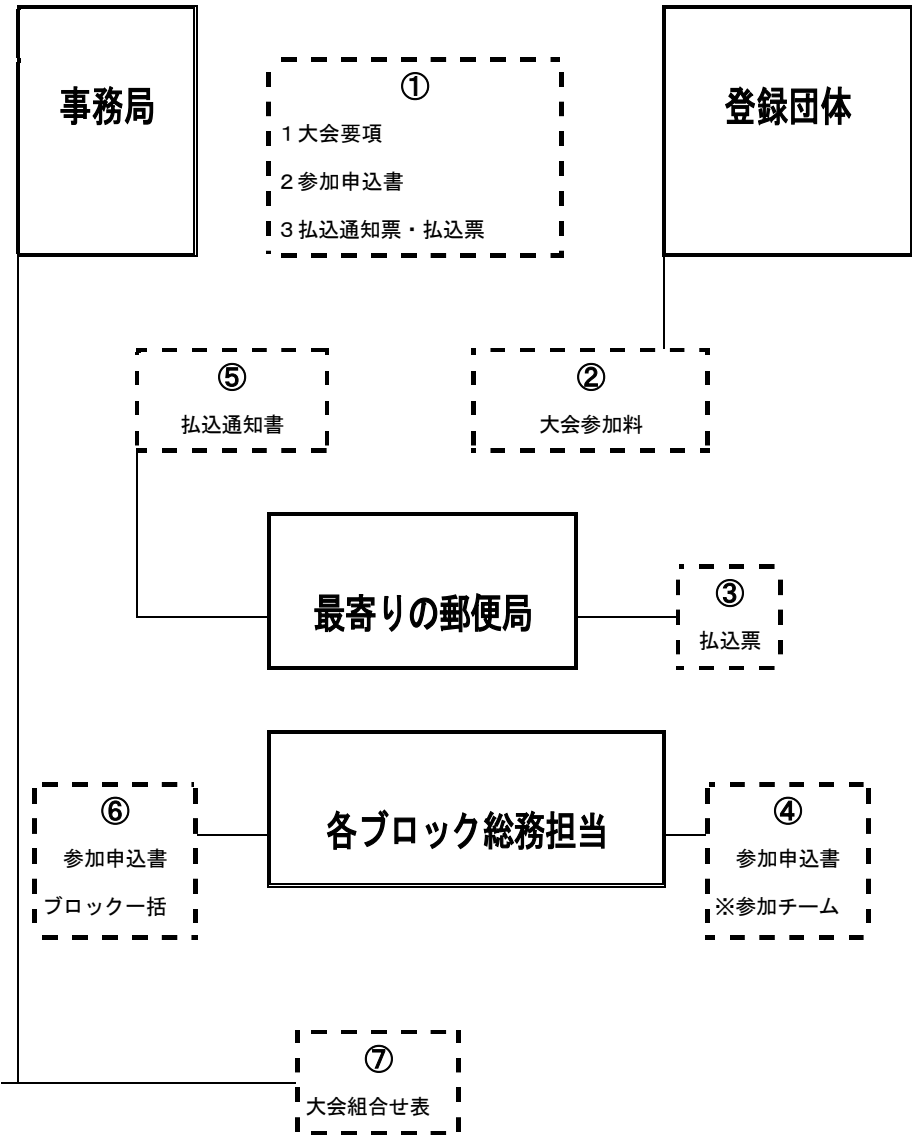 事務局
①
1大会要項
2参加申込書
3払込通知票・払込票
登録団体
⑤
払込通知書
②
大会参加料
最寄りの郵便局
③
払込票
各ブロック総務担当
⑥
参加申込書
ブロック一括
④
参加申込書
※参加チーム
⑦
大会組合せ表